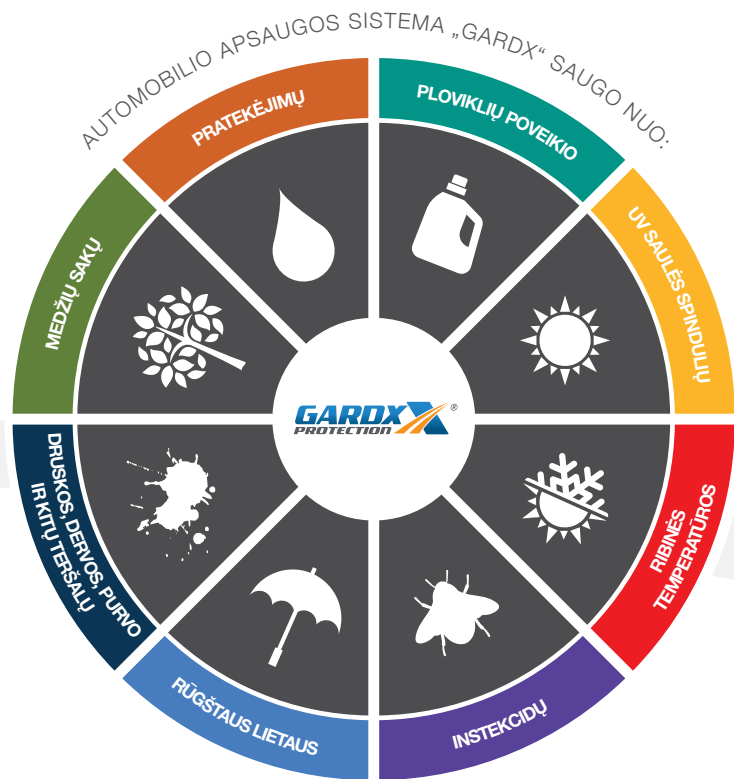 AUTOMOBILIO APSAUGOS SISTEMA „GARDX“ SAUGO NUO:
PLOVIKLIŲ POVEIKIO
UV SAULĖS SPINDULIŲ
RIBINĖS
TEMPERATŪROS
INSTEKCIDŲ
RŪGŠTAUS LIETAUS
DRUSKOS, DERVOS, PURVO
IR KITŲ TERŠALŲ
MEDŽIŲ SAKŲ
PRATEKĖJIMŲ
GARDX ®
PROTECTION